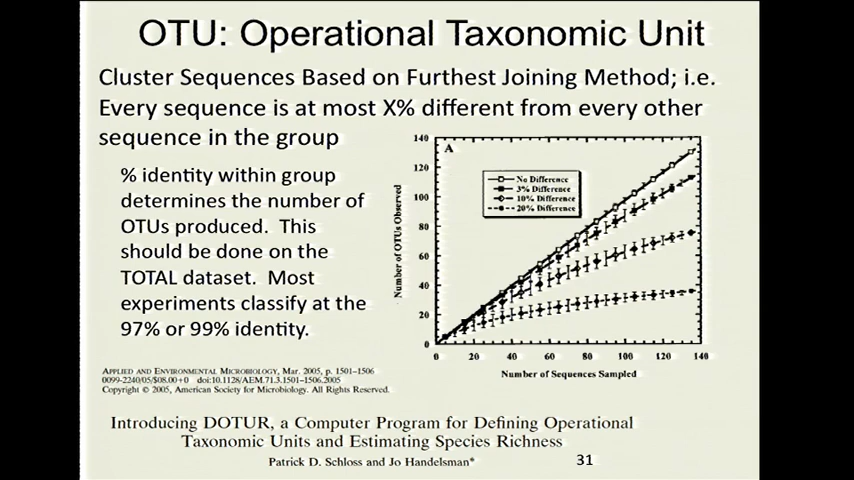 OTU: Operational Taxonomic Unit
Cluster Sequences Based on Furthest Joining Method; i.e.
Every sequence is at most X% different from every other
sequence in the group
% identity within group
determines the number of
OTUs produced. This
should be done on the
TOTAL dataset. Most
experiments classify at the
97% or 99% identity.
A
No Difference
3% Difference
10% Difference
20% Difference
Number of OTUs Observed
140
120
100
80
60
40
20
0
0 20 40 60 80 100 120 140
Number of Sequences Sampled
APPLIED AND ENVIRONMENTAL MICROBIOLOGY, Mar. 2005, p. 1501–1506
0099-2240/05/$08.00+0 doi:10.1128/AEM.71.3.1501–1506.2005
Copyright © 2005, American Society for Microbiology. All Rights Reserved.
Introducing DOTUR, a Computer Program for Defining Operational
Taxonomic Units and Estimating Species Richness
Patrick D. Schloss and Jo Handelsman*
31